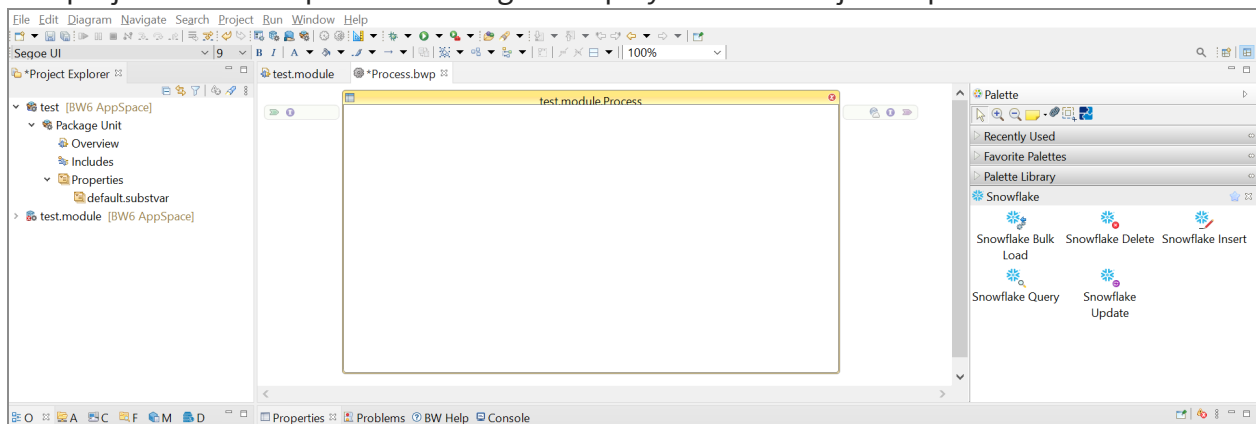 File Edit Diagram Navigate Search Project Run Window Help
Segoe UI 9 B I A 100%
*Project Explorer
test.module *Process.bwp
test [BW6 AppSpace]
Package Unit
Overview
Includes
Properties
default.substvar
test.module [BW6 AppSpace]
test.module Process
Palette
Recently Used
Favorite Palettes
Palette Library
Snowflake
Snowflake Bulk Load
Snowflake Delete
Snowflake Insert
Snowflake Query
Snowflake Update
O A C F M D
Properties Problems BW Help Console